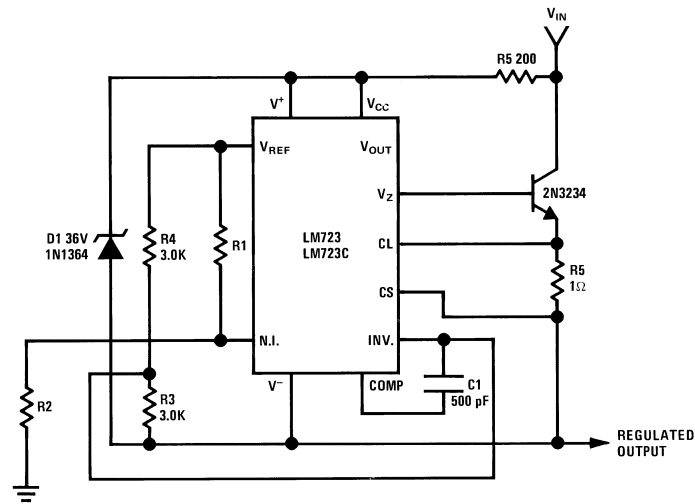 VIN
R5 200
V+
VCC
VREF
VOUT
VZ
2N3234
D1 36V
1N1364
R4
3.0K
R1
LM723
LM723C
CL
R5
1Ω
CS
N.I.
INV.
R2
R3
3.0K
V−
COMP
C1
500 pF
REGULATED
OUTPUT